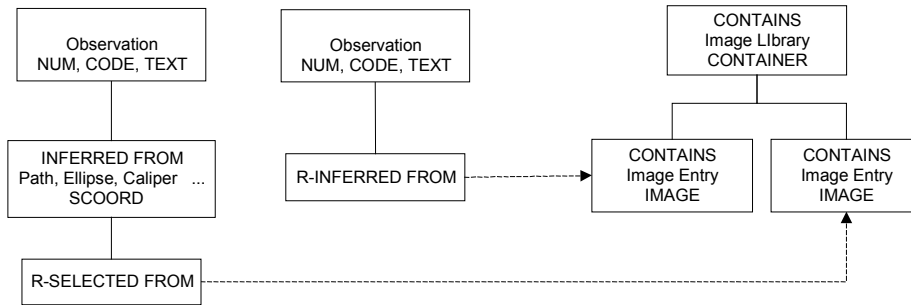 Observation
NUM, CODE, TEXT
INFERRED FROM
Path, Ellipse, Caliper ...
SCOORD
R-SELECTED FROM
Observation
NUM, CODE, TEXT
R-INFERRED FROM
CONTAINS
Image LIbrary
CONTAINER
CONTAINS
Image Entry
IMAGE
CONTAINS
Image Entry
IMAGE